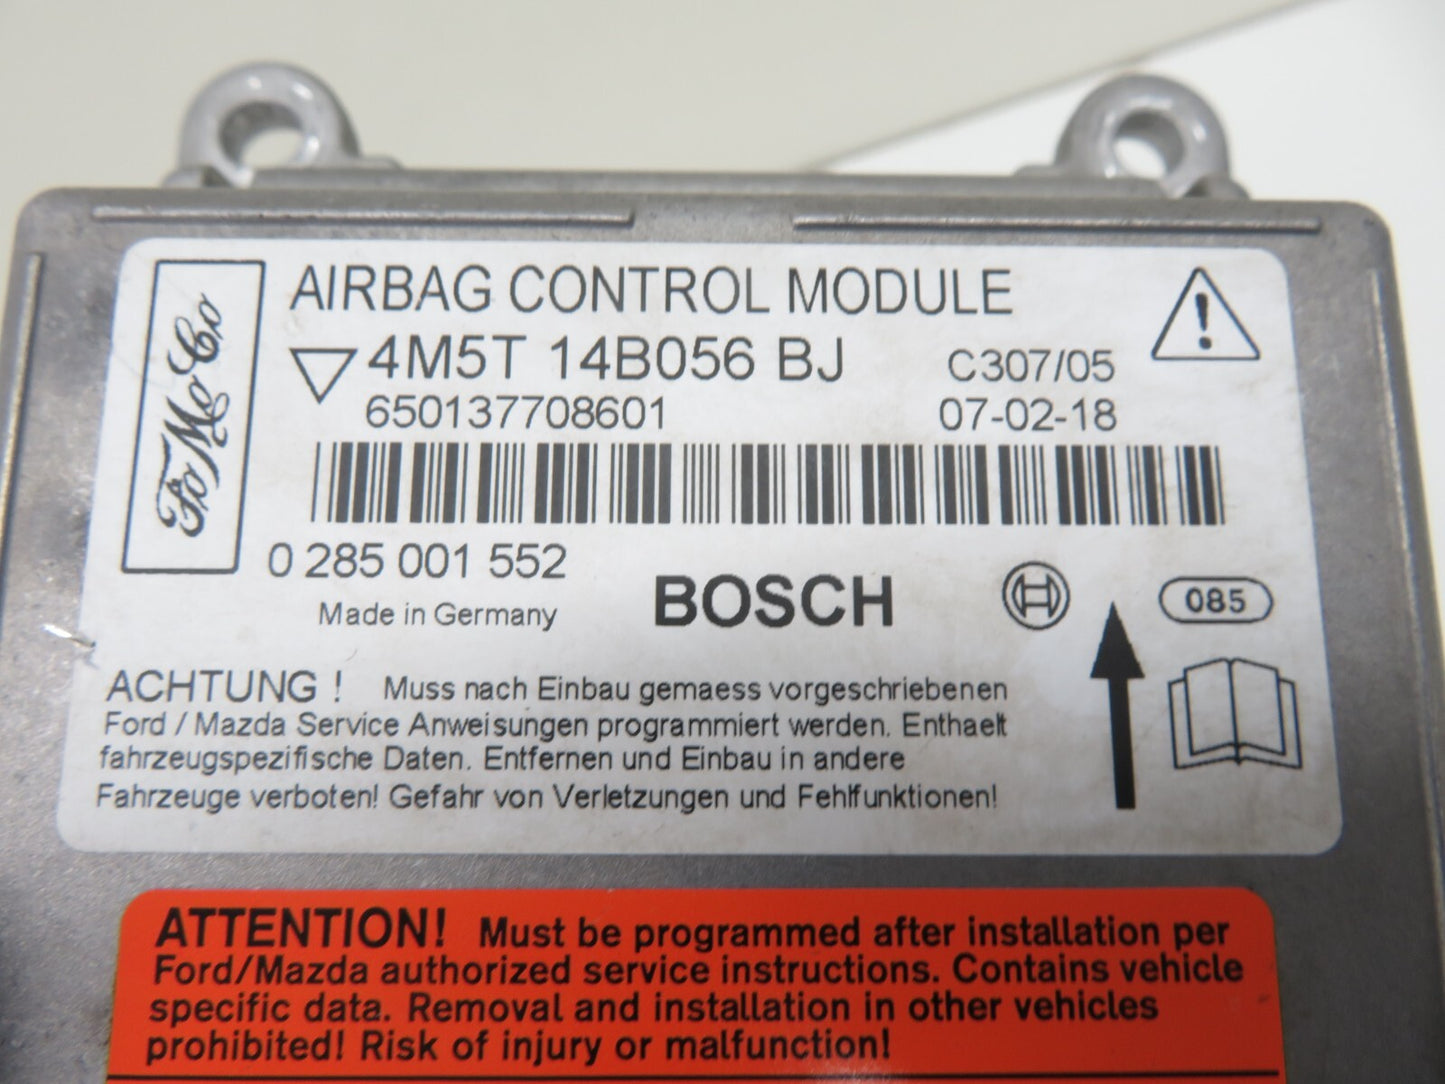 FoMoCo
AIRBAG CONTROL MODULE
4M5T 14B056 BJ
C307/05
650137708601
07-02-18
0 285 001 552
Made in Germany
BOSCH
085
ACHTUNG ! Muss nach Einbau gemaess vorgeschriebenen
Ford / Mazda Service Anweisungen programmiert werden. Enthaelt
fahrzeugspezifische Daten. Entfernen und Einbau in andere
Fahrzeuge verboten! Gefahr von Verletzungen und Fehlfunktionen!
ATTENTION! Must be programmed after installation per
Ford/Mazda authorized service instructions. Contains vehicle
specific data. Removal and installation in other vehicles
prohibited! Risk of injury or malfunction!